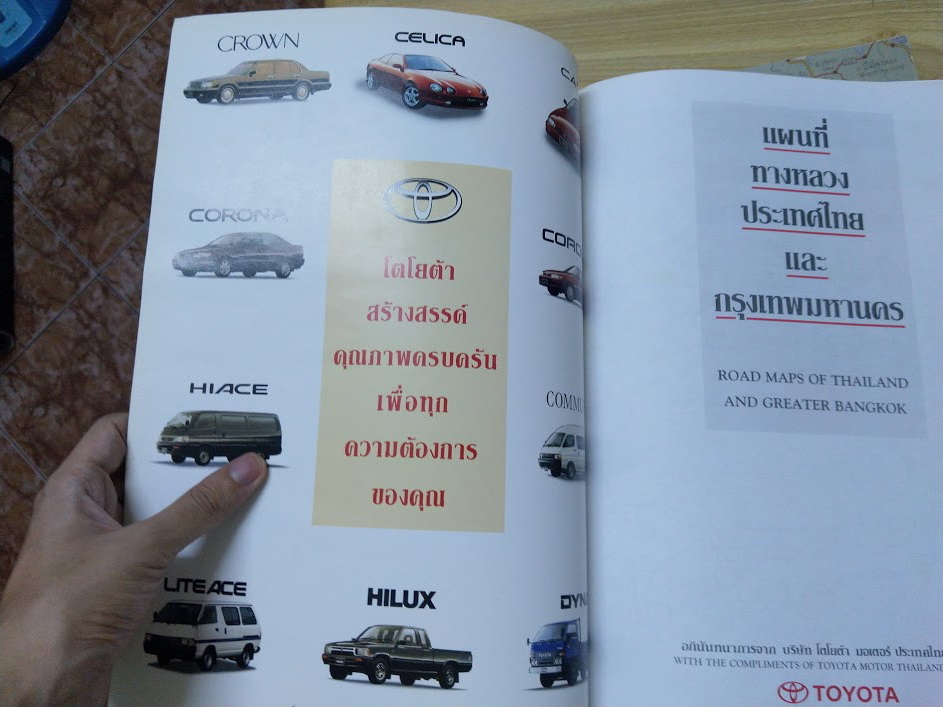 CROWN
CELICA
CORONA
HIACE
LITEACE
HILUX
โตโยต้า
สร้างสรรค์
คุณภาพครบครัน
เพื่อทุก
ความต้องการ
ของคุณ
แผนที่
ทางหลวง
ประเทศไทย
และ
กรุงเทพมหานคร
ROAD MAPS OF THAILAND
AND GREATER BANGKOK
อภินันทนาการจาก บริษัท โตโยต้า มอเตอร์ ประเทศไทย
WITH THE COMPLIMENTS OF TOYOTA MOTOR THAILAND
TOYOTA